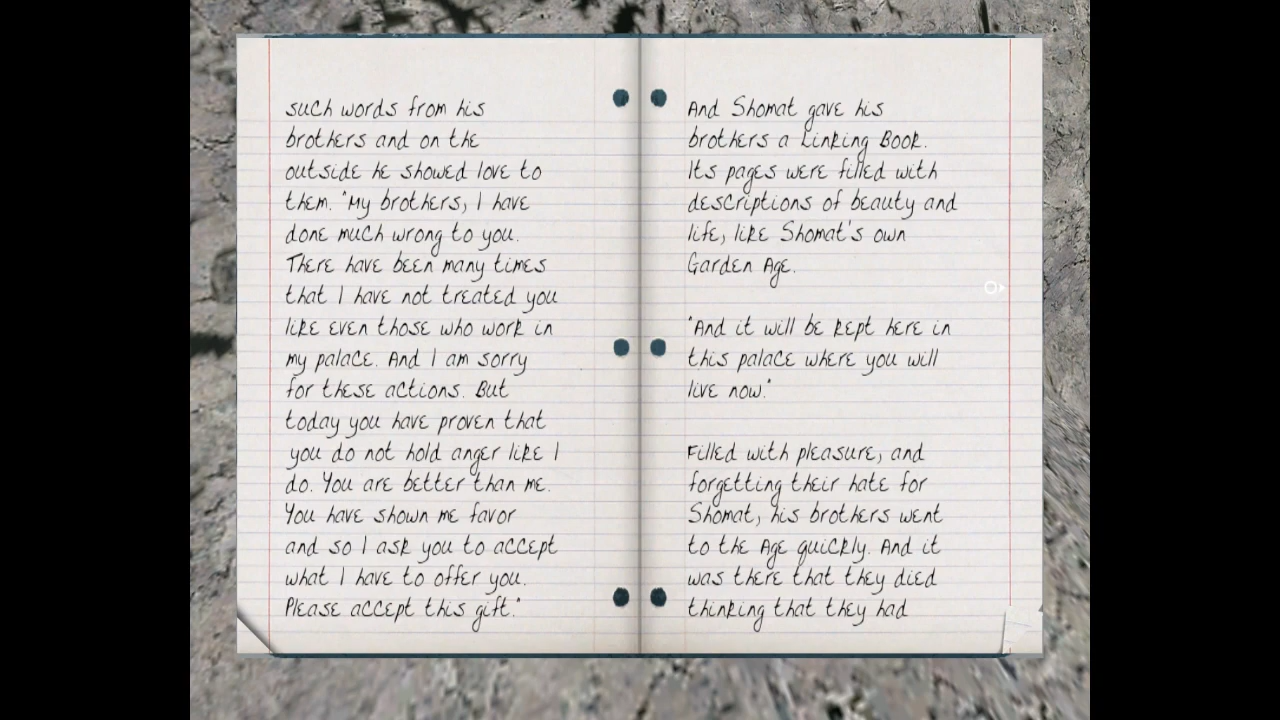 such words from his
brothers and on the
outside he showed love to
them. "My brothers, I have
done much wrong to you.
There have been many times
that I have not treated you
like even those who work in
my palace. And I am sorry
for these actions. But
today you have proven that
you do not hold anger like I
do. You are better than me.
You have shown me favor
and so I ask you to accept
what I have to offer you.
Please accept this gift."
And Shomat gave his
brothers a Linking Book.
Its pages were filled with
descriptions of beauty and
life, like Shomat's own
Garden Age.
"And it will be kept here in
this palace where you will
live now."
Filled with pleasure, and
forgetting their hate for
Shomat, his brothers went
to the Age quickly. And it
was there that they died
thinking that they had